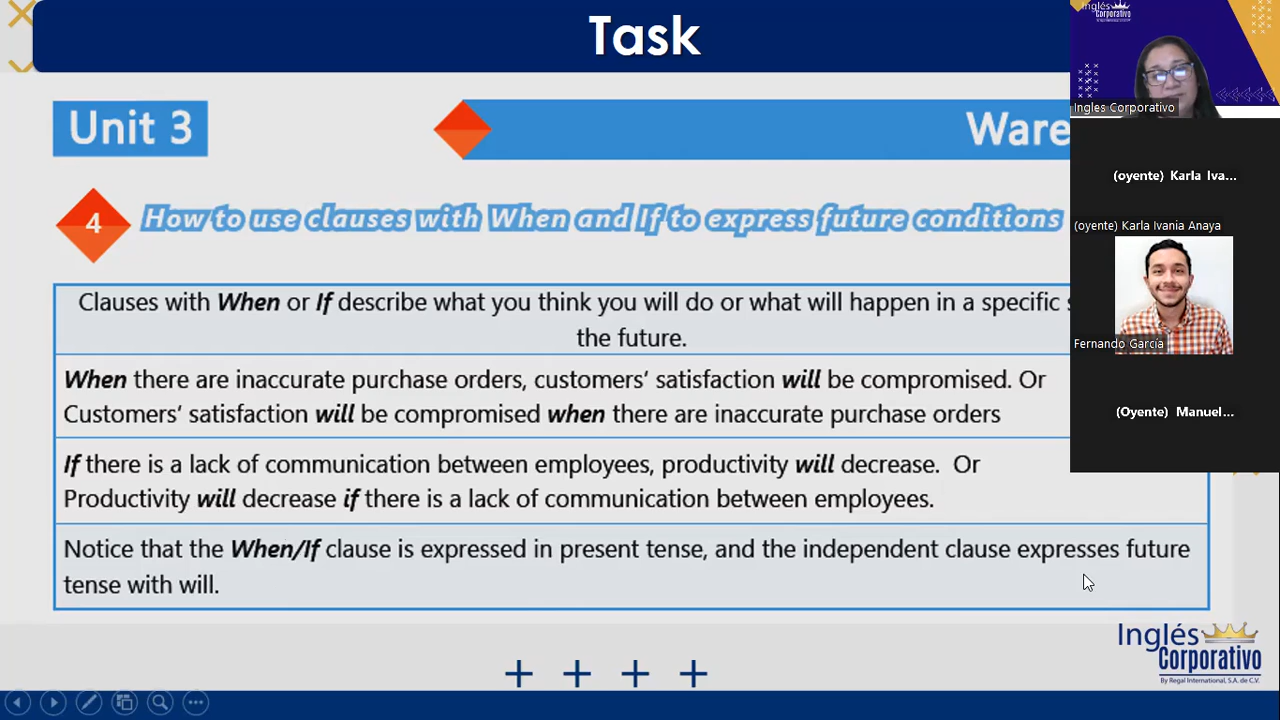 Task
Unit 3
Ware
4
How to use clauses with When and If to express future conditions
Clauses with When or If describe what you think you will do or what will happen in a specific s
the future.
When there are inaccurate purchase orders, customers' satisfaction will be compromised. Or
Customers' satisfaction will be compromised when there are inaccurate purchase orders
If there is a lack of communication between employees, productivity will decrease. Or
Productivity will decrease if there is a lack of communication between employees.
Notice that the When/If clause is expressed in present tense, and the independent clause expresses future
tense with will.
Inglés
Corporativo
By Regal International, S.A. de C.V.
Inglés
Corporativo
Ingles Corporativo
(oyente) Karla Iva...
(oyente) Karla Ivania Anaya
Fernando García
(Oyente) Manuel...